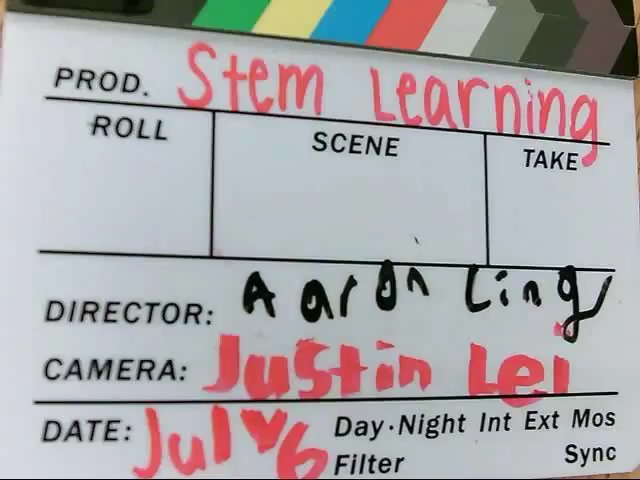 PROD. Stem Learning
ROLL SCENE TAKE
DIRECTOR: Aaron Ling
CAMERA: Justin Lei
DATE: July 6 Day·Night Int Ext Mos
Filter Sync